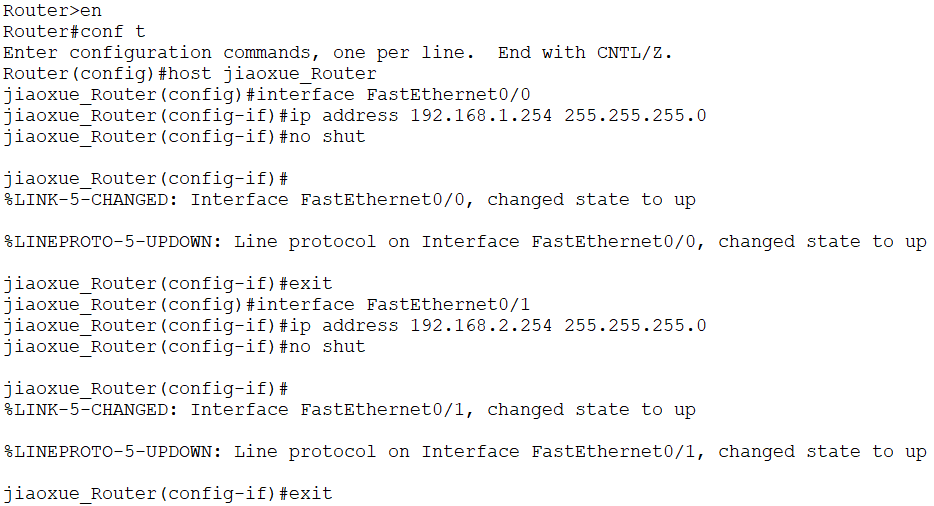 Router>en
Router#conf t
Enter configuration commands, one per line.  End with CNTL/Z.
Router(config)#host jiaoxue_Router
jiaoxue_Router(config)#interface FastEthernet0/0
jiaoxue_Router(config-if)#ip address 192.168.1.254 255.255.255.0
jiaoxue_Router(config-if)#no shut
jiaoxue_Router(config-if)#
%LINK-5-CHANGED: Interface FastEthernet0/0, changed state to up
%LINEPROTO-5-UPDOWN: Line protocol on Interface FastEthernet0/0, changed state to up
jiaoxue_Router(config-if)#exit
jiaoxue_Router(config)#interface FastEthernet0/1
jiaoxue_Router(config-if)#ip address 192.168.2.254 255.255.255.0
jiaoxue_Router(config-if)#no shut
jiaoxue_Router(config-if)#
%LINK-5-CHANGED: Interface FastEthernet0/1, changed state to up
%LINEPROTO-5-UPDOWN: Line protocol on Interface FastEthernet0/1, changed state to up
jiaoxue_Router(config-if)#exit